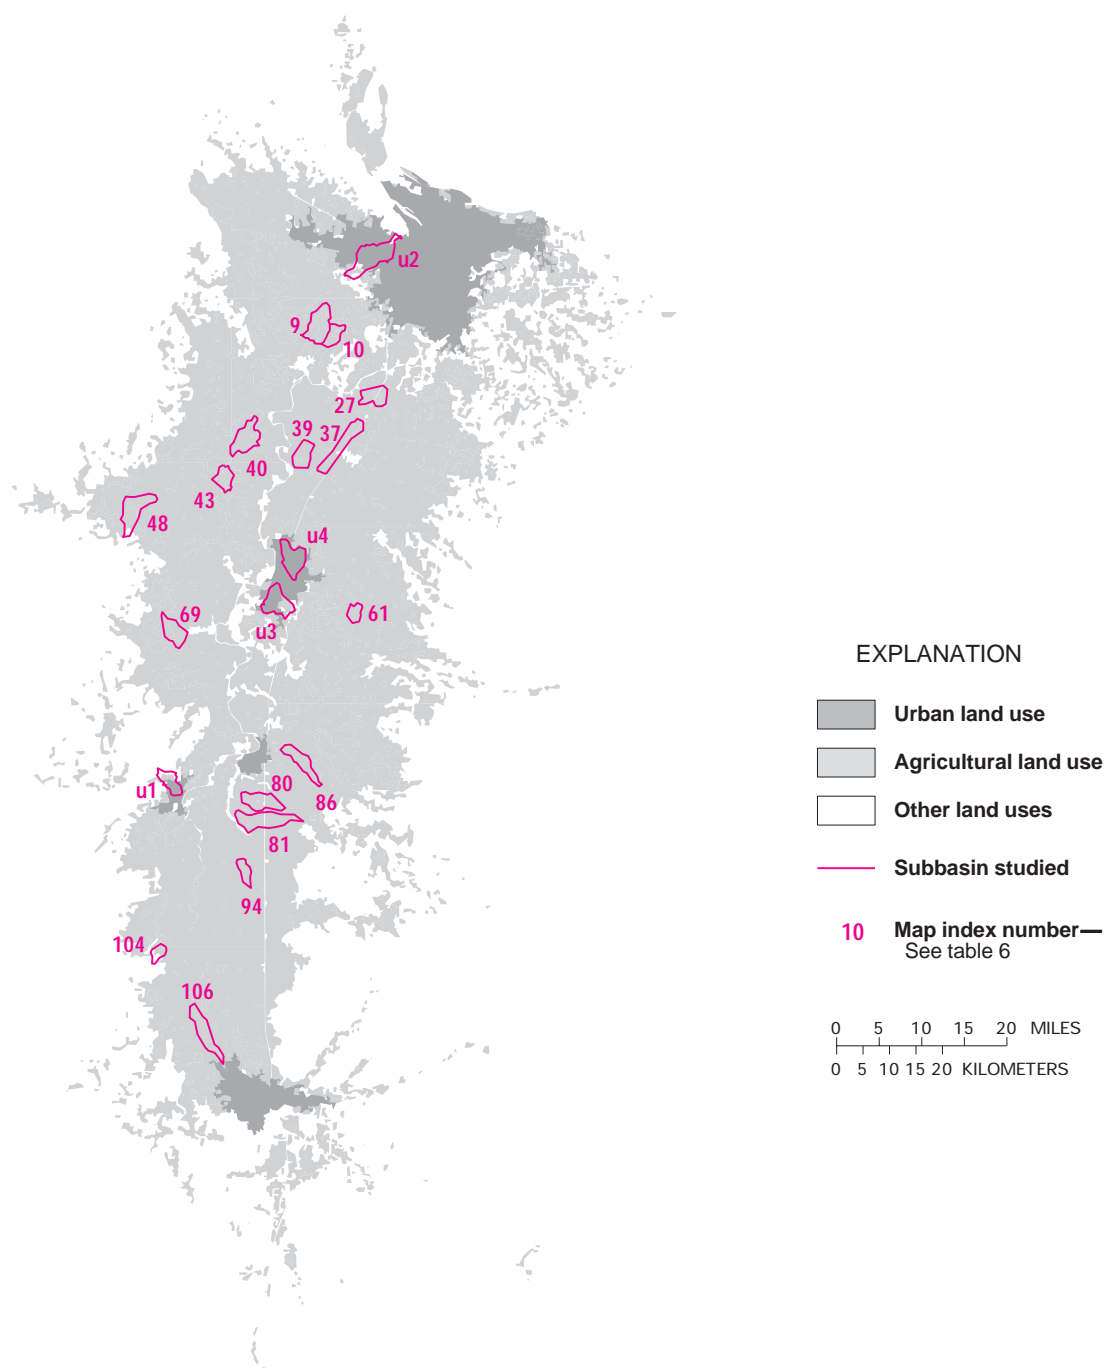 u2
9
10
27
39
37
40
43
48
u4
69
61
u3
u1
80
86
81
94
104
106
EXPLANATION
Urban land use
Agricultural land use
Other land uses
Subbasin studied
10 Map index number—
See table 6
0 5 10 15 20 MILES
0 5 10 15 20 KILOMETERS